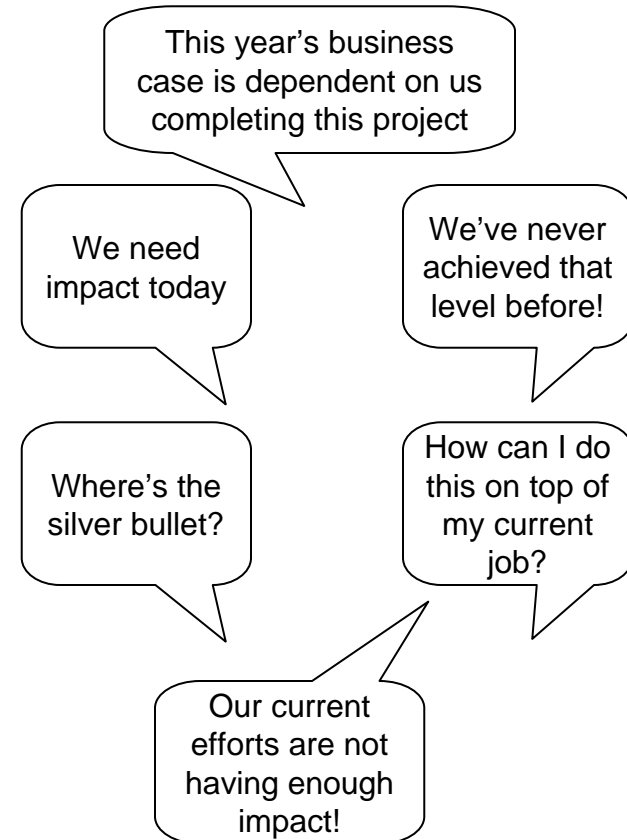 This year’s business
case is dependent on us
completing this project
We need
impact today
We’ve never
achieved that
level before!
Where’s the
silver bullet?
How can I do
this on top of
my current
job?
Our current
efforts are not
having enough
impact!